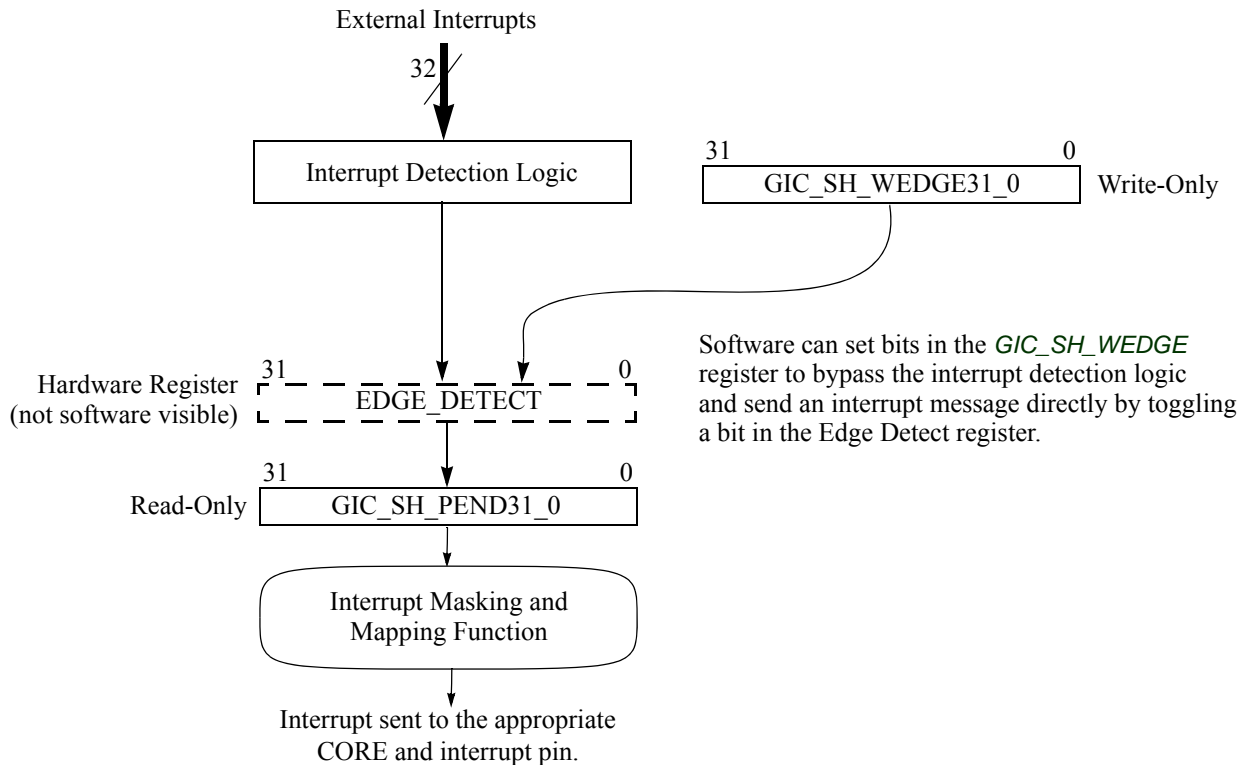 External Interrupts
32
Interrupt Detection Logic
31 0
GIC_SH_WEDGE31_0 Write-Only
Software can set bits in the GIC_SH_WEDGE
register to bypass the interrupt detection logic
and send an interrupt message directly by toggling
a bit in the Edge Detect register.
31 0
Hardware Register
(not software visible)
EDGE_DETECT
31 0
Read-Only GIC_SH_PEND31_0
Interrupt Masking and
Mapping Function
Interrupt sent to the appropriate
CORE and interrupt pin.